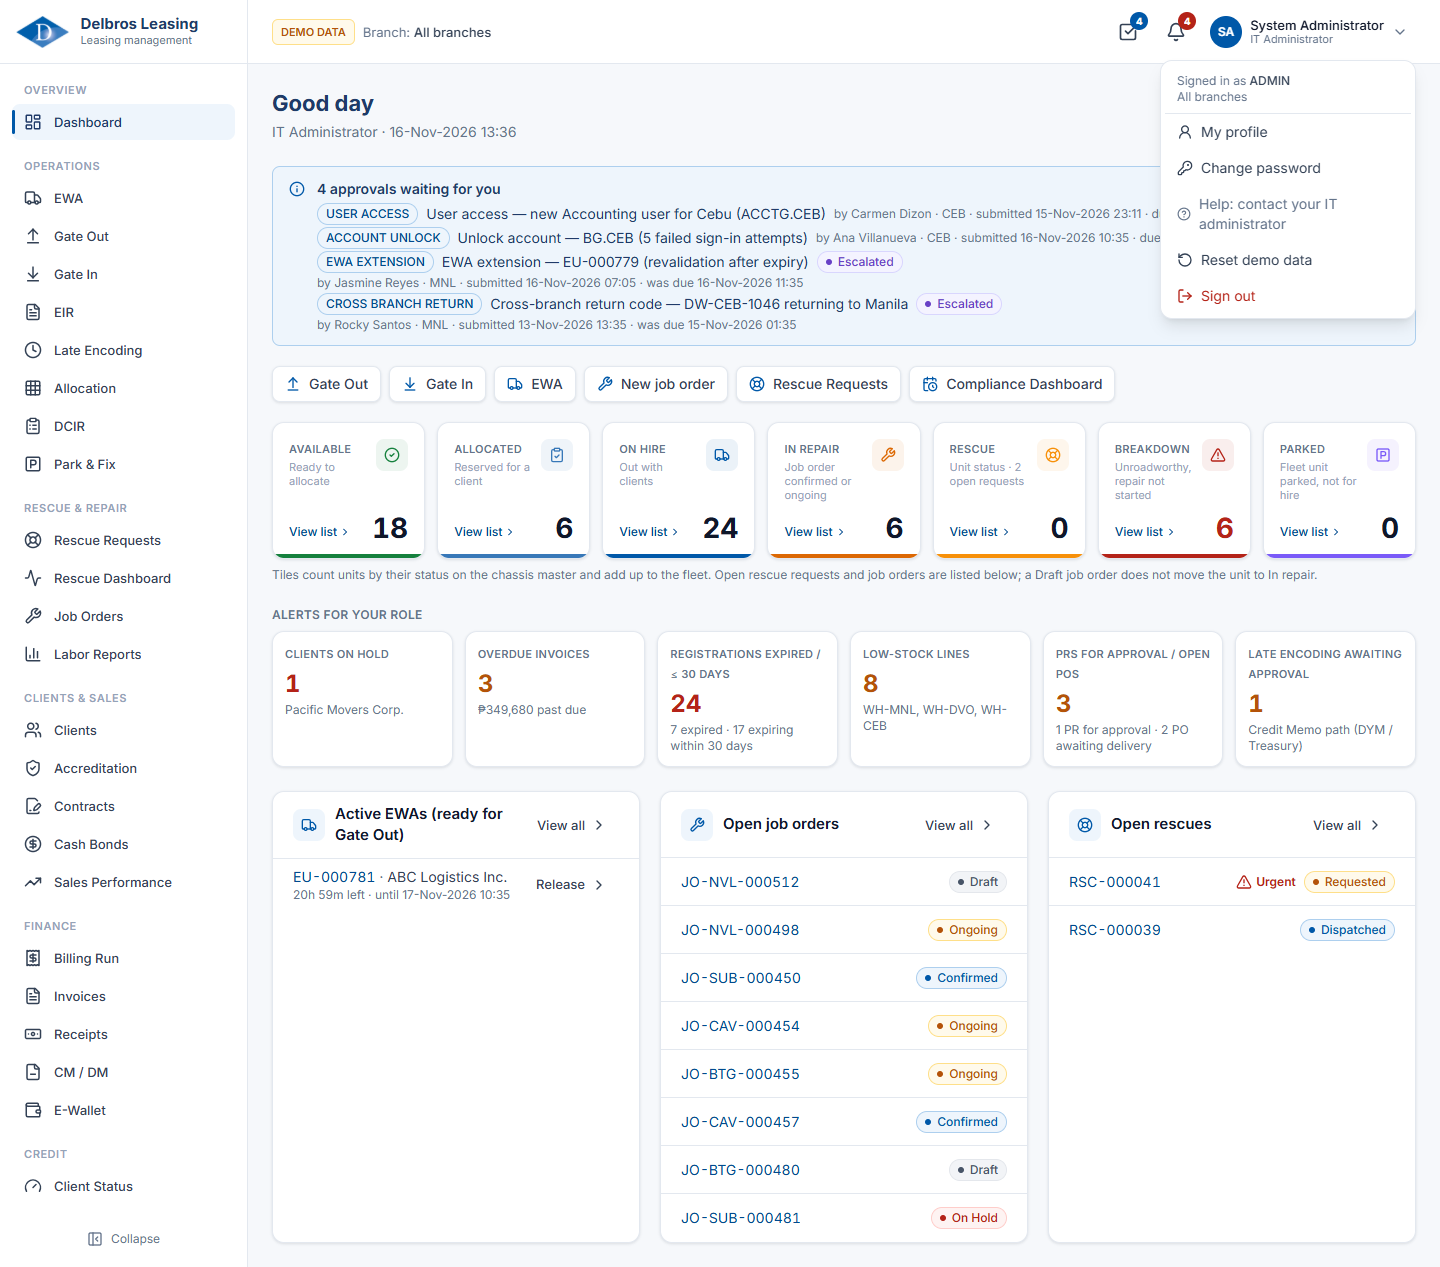 Delbros Leasing
Leasing management
DEMO DATA
Branch: All branches
4
4
SA
System Administrator
IT Administrator
Signed in as ADMIN
All branches
My profile
Change password
Help: contact your IT
administrator
Reset demo data
Sign out
OVERVIEW
Dashboard
OPERATIONS
EWA
Gate Out
Gate In
EIR
Late Encoding
Allocation
DCIR
Park & Fix
RESCUE & REPAIR
Rescue Requests
Rescue Dashboard
Job Orders
Labor Reports
CLIENTS & SALES
Clients
Accreditation
Contracts
Cash Bonds
Sales Performance
FINANCE
Billing Run
Invoices
Receipts
CM / DM
E-Wallet
CREDIT
Client Status
Collapse
Good day
IT Administrator · 16-Nov-2026 13:36
4 approvals waiting for you
USER ACCESS User access — new Accounting user for Cebu (ACCTG.CEB) by Carmen Dizon · CEB · submitted 15-Nov-2026 23:11 ·
ACCOUNT UNLOCK Unlock account — BG.CEB (5 failed sign-in attempts) by Ana Villanueva · CEB · submitted 16-Nov-2026 10:35 · due
EWA EXTENSION EWA extension — EU-000779 (revalidation after expiry) Escalated
by Jasmine Reyes · MNL · submitted 16-Nov-2026 07:05 · was due 16-Nov-2026 11:35
CROSS BRANCH RETURN Cross-branch return code — DW-CEB-1046 returning to Manila Escalated
by Rocky Santos · MNL · submitted 13-Nov-2026 13:35 · was due 15-Nov-2026 01:35
Gate Out
Gate In
EWA
New job order
Rescue Requests
Compliance Dashboard
AVAILABLE
Ready to
allocate
View list
18
ALLOCATED
Reserved for a
client
View list
6
ON HIRE
Out with
clients
View list
24
IN REPAIR
Job order
confirmed or
ongoing
View list
6
RESCUE
Unit status · 2
open requests
View list
0
BREAKDOWN
Unroadworthy,
repair not
started
View list
6
PARKED
Fleet unit
parked, not for
hire
View list
0
Tiles count units by their status on the chassis master and add up to the fleet. Open rescue requests and job orders are listed below; a Draft job order does not move the unit to In repair.
ALERTS FOR YOUR ROLE
CLIENTS ON HOLD
1
Pacific Movers Corp.
OVERDUE INVOICES
3
₱349,680 past due
REGISTRATIONS EXPIRED /
≤ 30 DAYS
24
7 expired · 17 expiring
within 30 days
LOW-STOCK LINES
8
WH-MNL, WH-DVO, WH-
CEB
PRS FOR APPROVAL / OPEN
POS
3
1 PR for approval · 2 PO
awaiting delivery
LATE ENCODING AWAITING
APPROVAL
1
Credit Memo path (DYM /
Treasury)
Active EWAs (ready for
Gate Out)
View all
EU-000781 · ABC Logistics Inc.
20h 59m left · until 17-Nov-2026 10:35
Release
Open job orders
View all
JO-NVL-000512 Draft
JO-NVL-000498 Ongoing
JO-SUB-000450 Confirmed
JO-CAV-000454 Ongoing
JO-BTG-000455 Ongoing
JO-CAV-000457 Confirmed
JO-BTG-000480 Draft
JO-SUB-000481 On Hold
Open rescues
View all
RSC-000041 Urgent Requested
RSC-000039 Dispatched